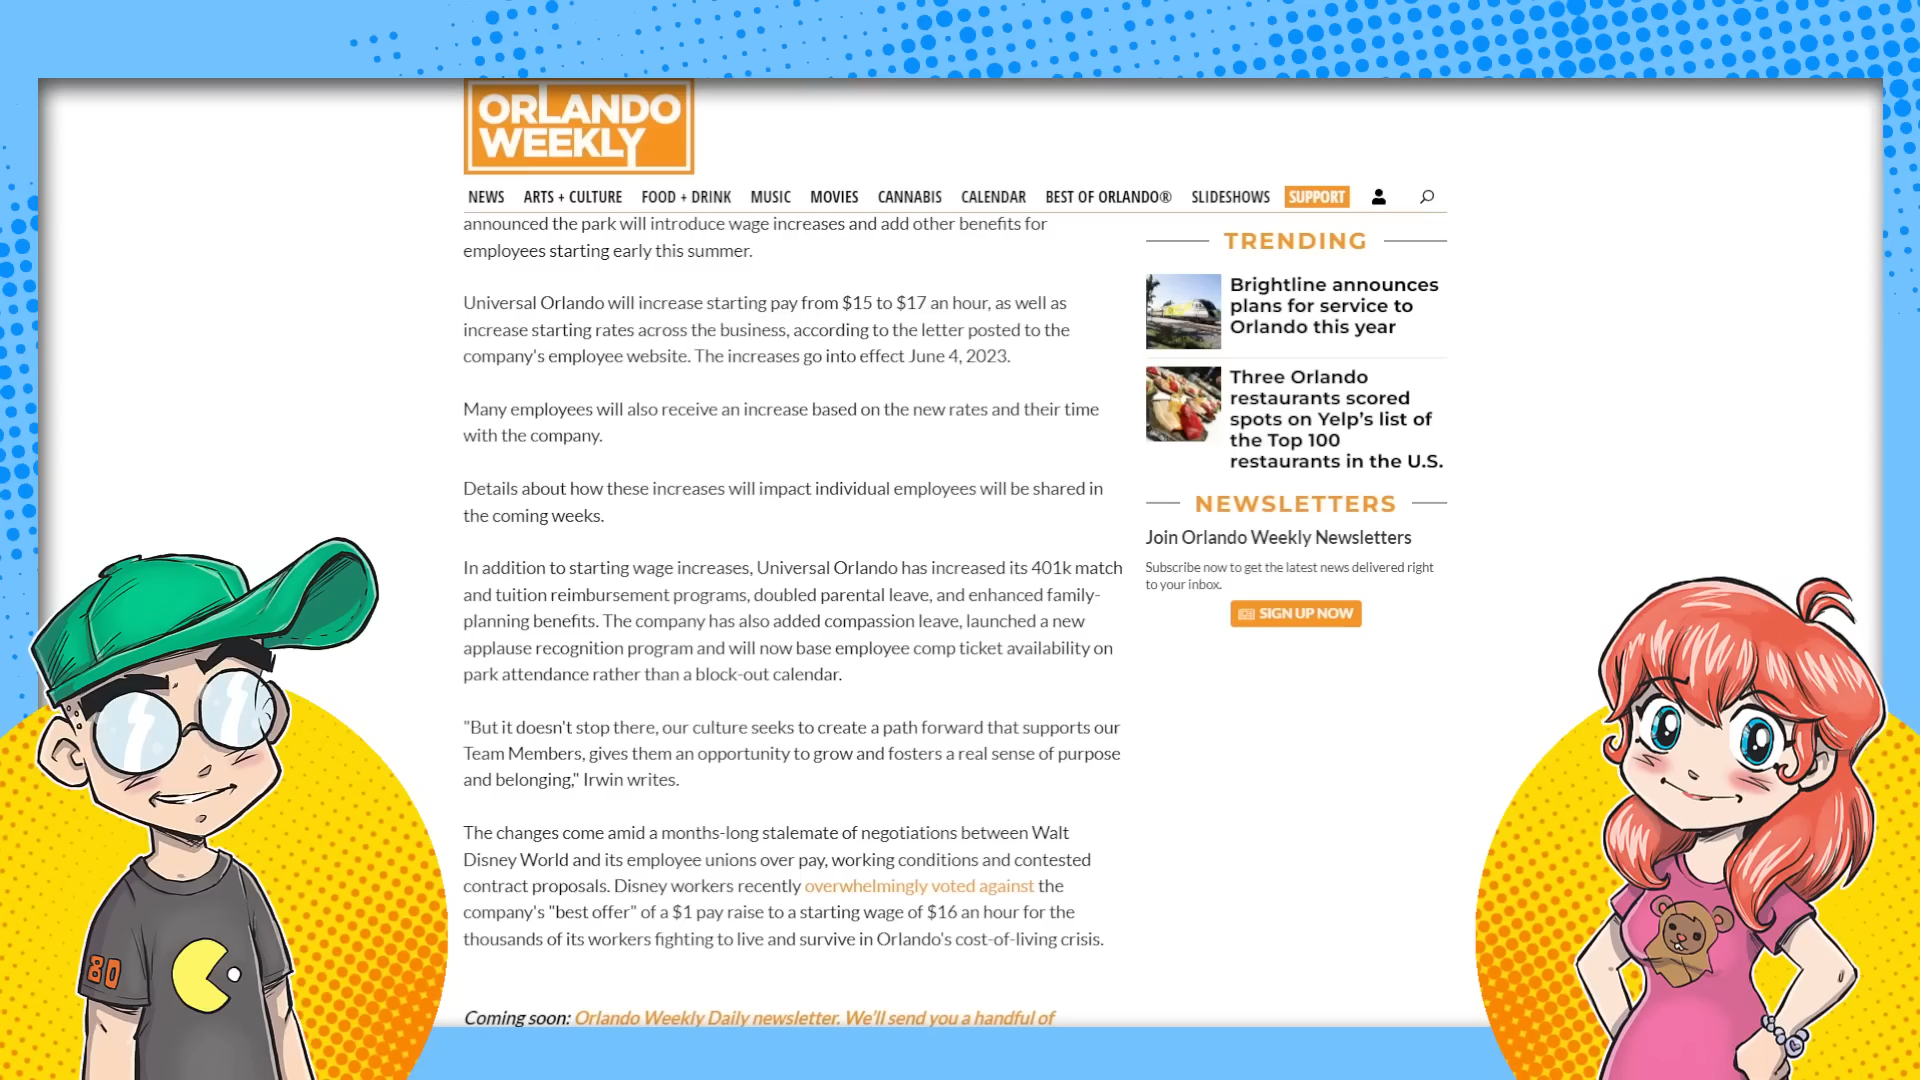 ORLANDO
WEEKLY
NEWS ARTS + CULTURE FOOD + DRINK MUSIC MOVIES CANNABIS CALENDAR BEST OF ORLANDO® SLIDESHOWS SUPPORT
announced the park will introduce wage increases and add other benefits for
employees starting early this summer.
Universal Orlando will increase starting pay from $15 to $17 an hour, as well as
increase starting rates across the business, according to the letter posted to the
company's employee website. The increases go into effect June 4, 2023.
Many employees will also receive an increase based on the new rates and their time
with the company.
Details about how these increases will impact individual employees will be shared in
the coming weeks.
In addition to starting wage increases, Universal Orlando has increased its 401k match
and tuition reimbursement programs, doubled parental leave, and enhanced family-
planning benefits. The company has also added compassion leave, launched a new
applause recognition program and will now base employee comp ticket availability on
park attendance rather than a block-out calendar.
"But it doesn't stop there, our culture seeks to create a path forward that supports our
Team Members, gives them an opportunity to grow and fosters a real sense of purpose
and belonging," Irwin writes.
The changes come amid a months-long stalemate of negotiations between Walt
Disney World and its employee unions over pay, working conditions and contested
contract proposals. Disney workers recently overwhelmingly voted against the
company's "best offer" of a $1 pay raise to a starting wage of $16 an hour for the
thousands of its workers fighting to live and survive in Orlando's cost-of-living crisis.
Coming soon: Orlando Weekly Daily newsletter. We'll send you a handful of
TRENDING
Brightline announces
plans for service to
Orlando this year
Three Orlando
restaurants scored
spots on Yelp's list of
the Top 100
restaurants in the U.S.
NEWSLETTERS
Join Orlando Weekly Newsletters
Subscribe now to get the latest news delivered right
to your inbox.
SIGN UP NOW
80